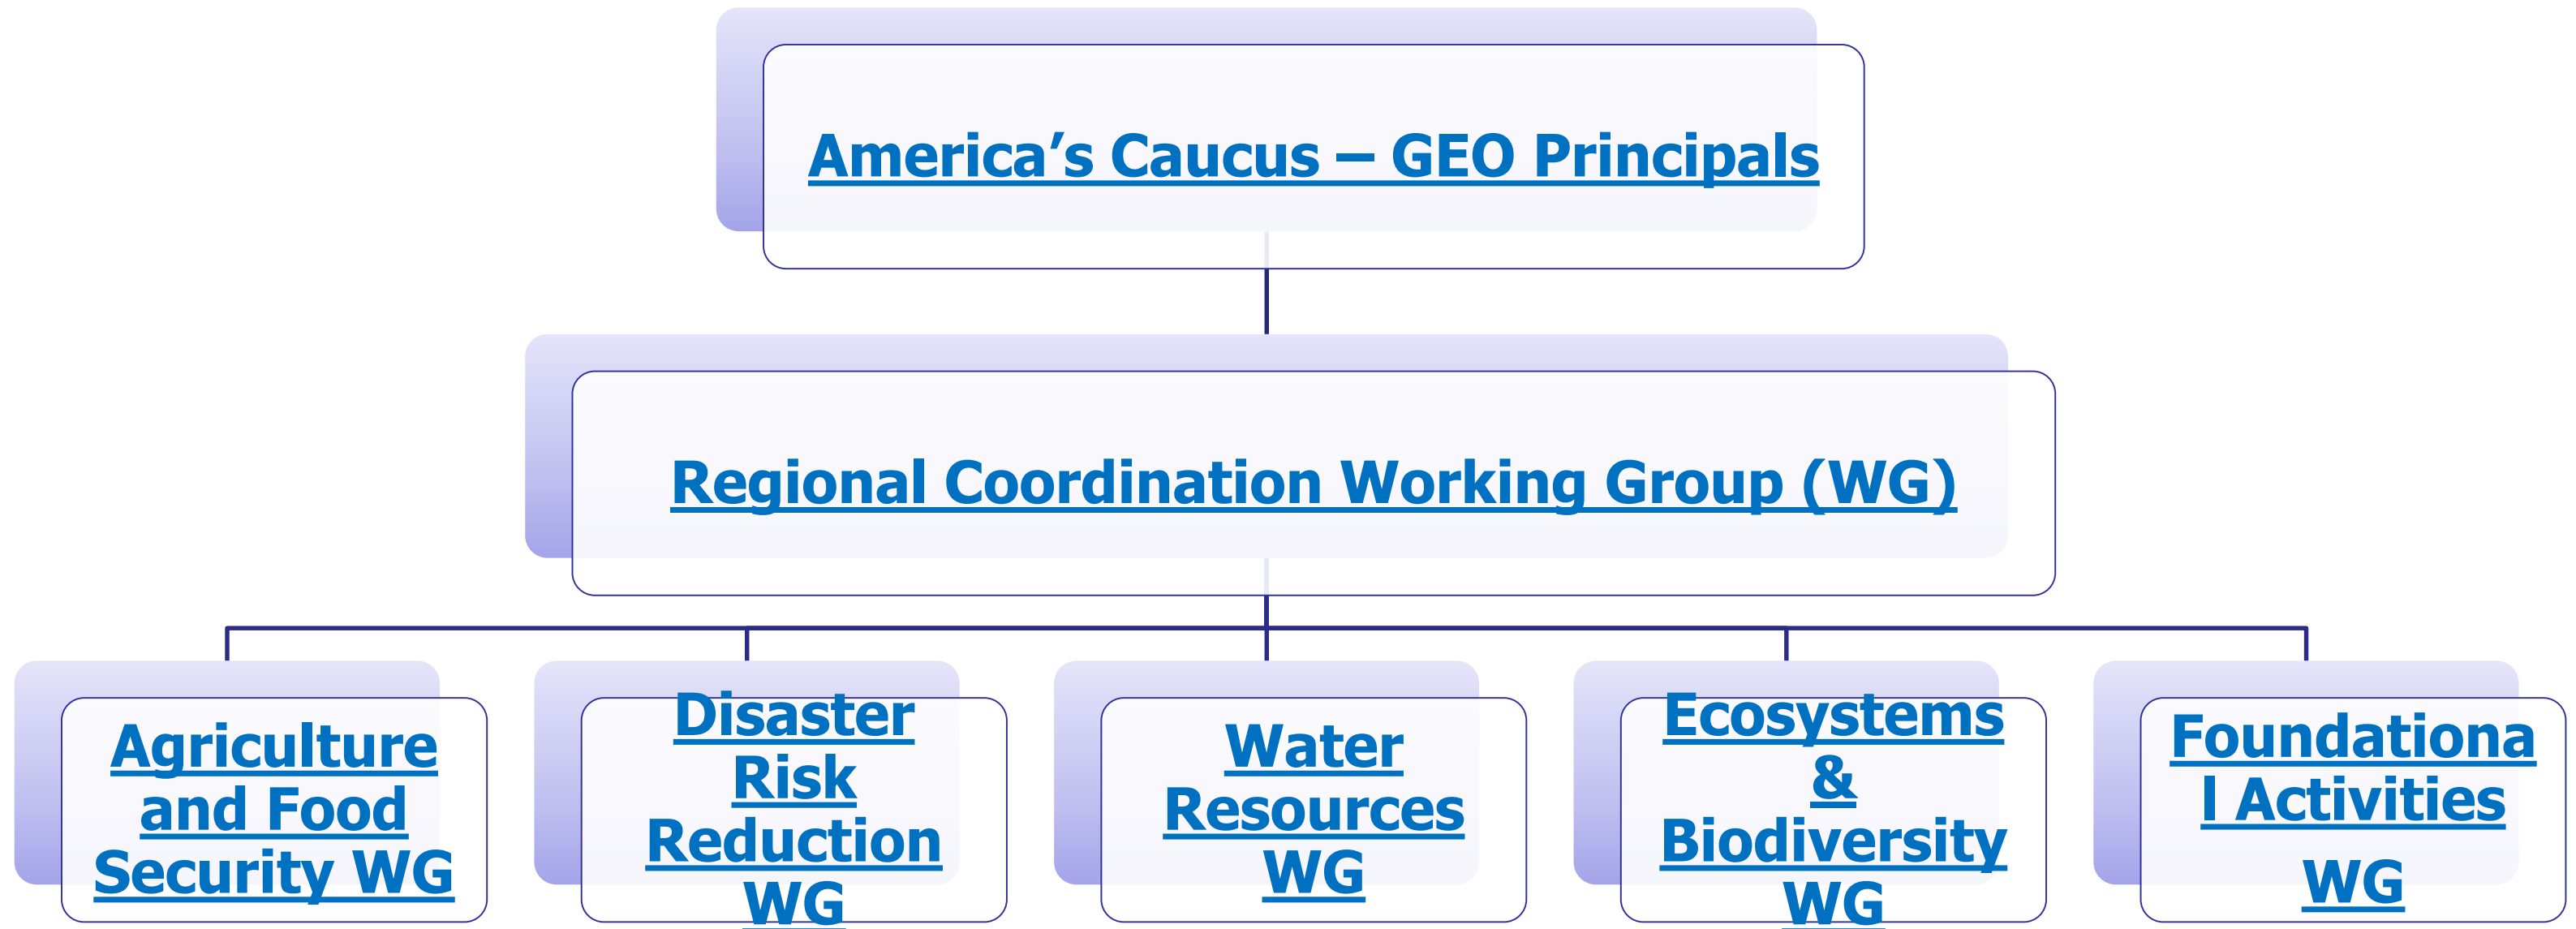 America’s Caucus – GEO Principals
Regional Coordination Working Group (WG)
Agriculture
and Food
Security WG
Disaster
Risk
Reduction
WG
Water
Resources
WG
Ecosystems
&
Biodiversity
WG
Foundationa
l Activities
WG